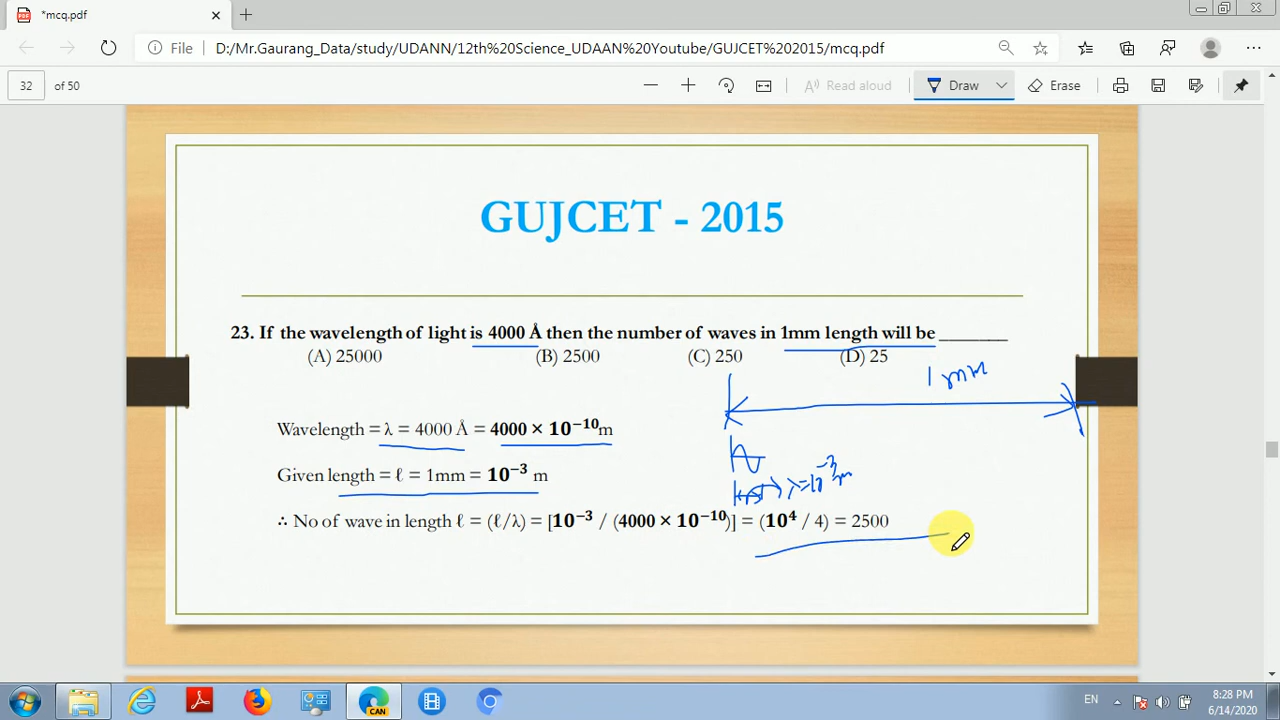 *mcq.pdf
File D:/Mr.Gaurang_Data/study/UDANN/12th%20Science_UDAAN%20Youtube/GUJCET%202015/mcq.pdf
32 of 50
Read aloud
Draw
Erase
GUJCET - 2015
23. If the wavelength of light is 4000 Å then the number of waves in 1mm length will be ________
(A) 25000 (B) 2500 (C) 250 (D) 25
1 mm
Wavelength = λ = 4000 Å = 4000 × 10⁻¹⁰m
Given length = ℓ = 1mm = 10⁻³ m
λ=10⁻³m
∴ No of wave in length ℓ = (ℓ/λ) = [10⁻³ / (4000 × 10⁻¹⁰)] = (10⁴ / 4) = 2500
CAN
EN
8:28 PM
6/14/2020